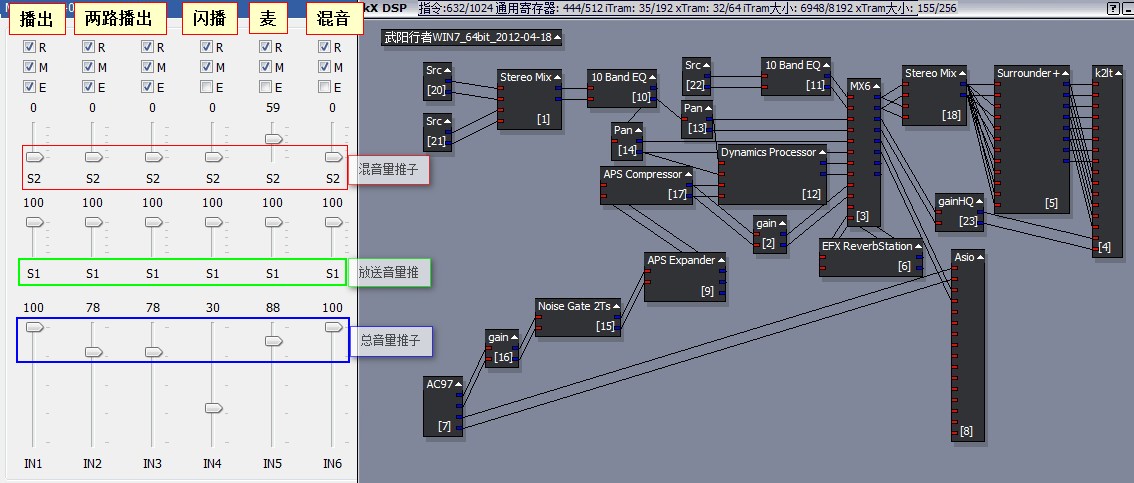 播出 两路播出 闪播 麦 混音
R R R R R R
M M M M M M
E E E E E E
0 0 0 0 59 0
S2 S2 S2 S2 S2 S2
混音量推子
100 100 100 100 100 100
S1 S1 S1 S1 S1 S1
放送音量推
100 78 78 30 88 100
总音量推子
IN1 IN2 IN3 IN4 IN5 IN6
kX DSP 指令:632/1024 通用寄存器: 444/512 iTram: 35/192 xTram: 32/64 iTram大小: 6948/8192 xTram大小: 155/256
武阳行者WIN7_64bit_2012-04-18
Src
[20]
Src
[21]
Stereo Mix
[1]
10 Band EQ
[10]
Src
[22]
10 Band EQ
[11]
Pan
[13]
Pan
[14]
MX6
[3]
Stereo Mix
[18]
Surrounder+
[5]
k2lt
[4]
Dynamics Processor
[12]
APS Compressor
[17]
gain
[2]
gainHQ
[23]
EFX ReverbStation
[6]
APS Expander
[9]
Asio
[8]
Noise Gate 2Ts
[15]
gain
[16]
AC97
[7]